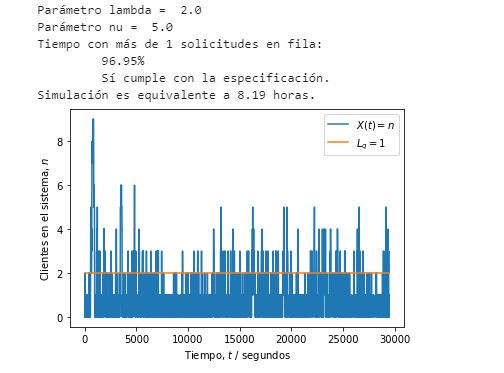 Parámetro lambda =  2.0
Parámetro nu =  5.0
Tiempo con más de 1 solicitudes en fila:
96.95%
Sí cumple con la especificación.
Simulación es equivalente a 8.19 horas.
X(t) = n
L_q = 1
8
6
4
2
0
Clientes en el sistema, n
0 5000 10000 15000 20000 25000 30000
Tiempo, t / segundos